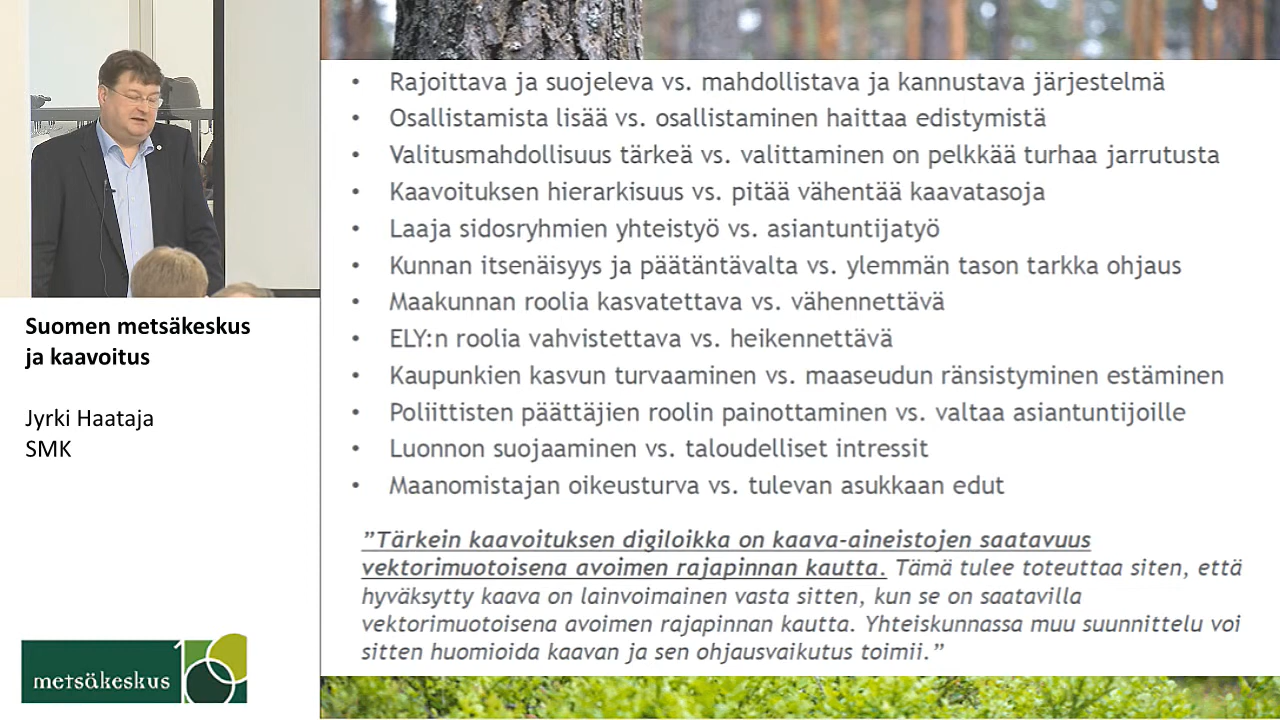 Suomen metsäkeskus
ja kaavoitus
Jyrki Haataja
SMK
metsäkeskus
10
• Rajoittava ja suojeleva vs. mahdollistava ja kannustava järjestelmä
• Osallistamista lisää vs. osallistaminen haittaa edistymistä
• Valitusmahdollisuus tärkeä vs. valittaminen on pelkkää turhaa jarrutusta
• Kaavoituksen hierarkisuus vs. pitää vähentää kaavatasoja
• Laaja sidosryhmien yhteistyö vs. asiantuntijatyö
• Kunnan itsenäisyys ja päätäntävalta vs. ylemmän tason tarkka ohjaus
• Maakunnan roolia kasvatettava vs. vähennettävä
• ELY:n roolia vahvistettava vs. heikennettävä
• Kaupunkien kasvun turvaaminen vs. maaseudun ränsistyminen estäminen
• Poliittisten päättäjien roolin painottaminen vs. valtaa asiantuntijoille
• Luonnon suojaaminen vs. taloudelliset intressit
• Maanomistajan oikeusturva vs. tulevan asukkaan edut
”Tärkein kaavoituksen digiloikka on kaava-aineistojen saatavuus
vektorimuotoisena avoimen rajapinnan kautta. Tämä tulee toteuttaa siten, että
hyväksytty kaava on lainvoimainen vasta sitten, kun se on saatavilla
vektorimuotoisena avoimen rajapinnan kautta. Yhteiskunnassa muu suunnittelu voi
sitten huomioida kaavan ja sen ohjausvaikutus toimii.”